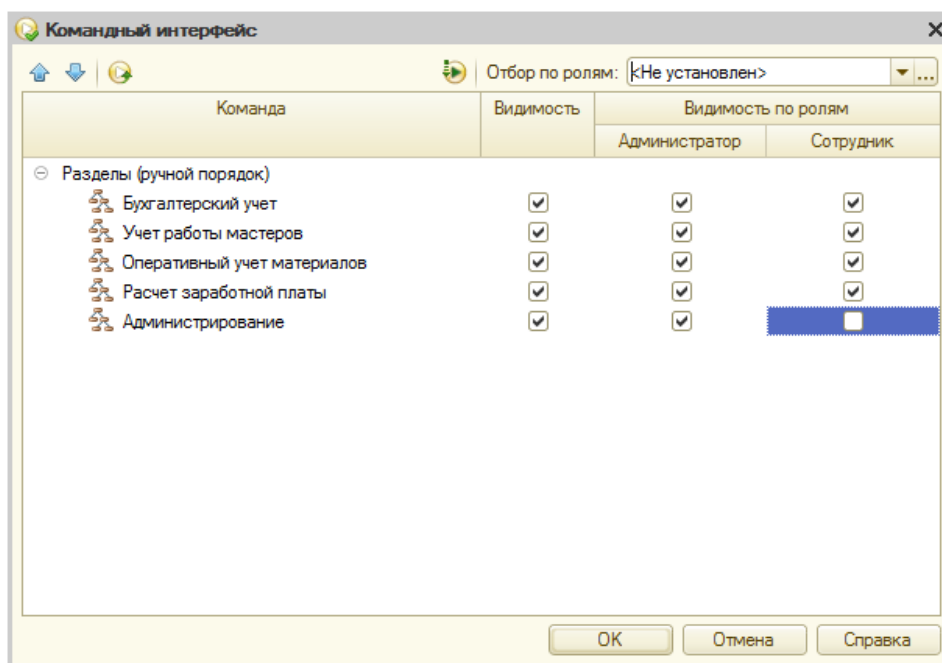 Командный интерфейс
Отбор по ролям: <Не установлен>
Команда Видимость Видимость по ролям
Администратор Сотрудник
Разделы (ручной порядок)
Бухгалтерский учет
Учет работы мастеров
Оперативный учет материалов
Расчет заработной платы
Администрирование
OK Отмена Справка